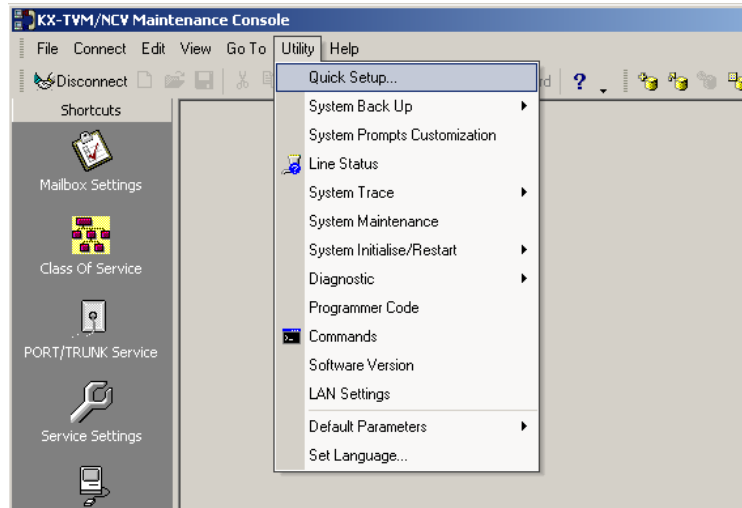 KX-TVM/NCV Maintenance Console
File Connect Edit View Go To Utility Help
Disconnect
Shortcuts
Mailbox Settings
Class Of Service
PORT/TRUNK Service
Service Settings
Quick Setup...
System Back Up
System Prompts Customization
Line Status
System Trace
System Maintenance
System Initialise/Restart
Diagnostic
Programmer Code
Commands
Software Version
LAN Settings
Default Parameters
Set Language...